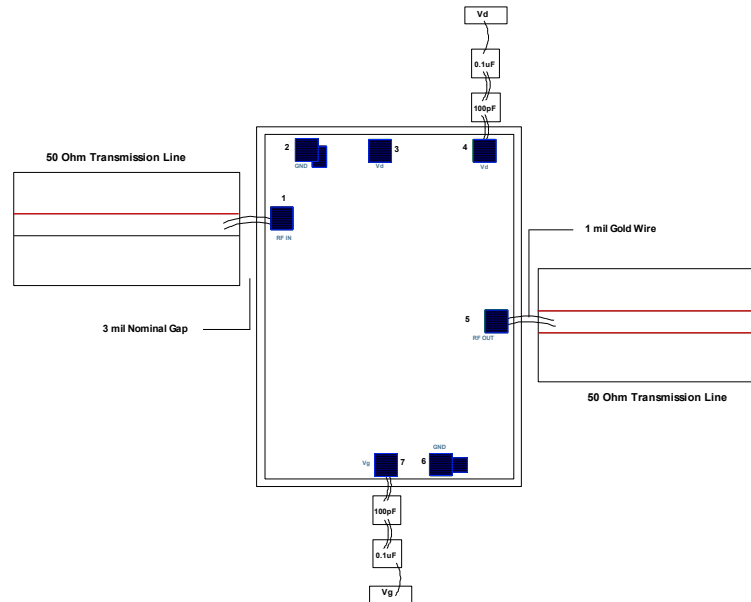 Vd
0.1uF
100pF
2
GND
3
Vd
4
Vd
50 Ohm Transmission Line
1
RF IN
1 mil Gold Wire
3 mil Nominal Gap
5
RF OUT
50 Ohm Transmission Line
GND
Vg
7
6
100pF
0.1uF
Vg